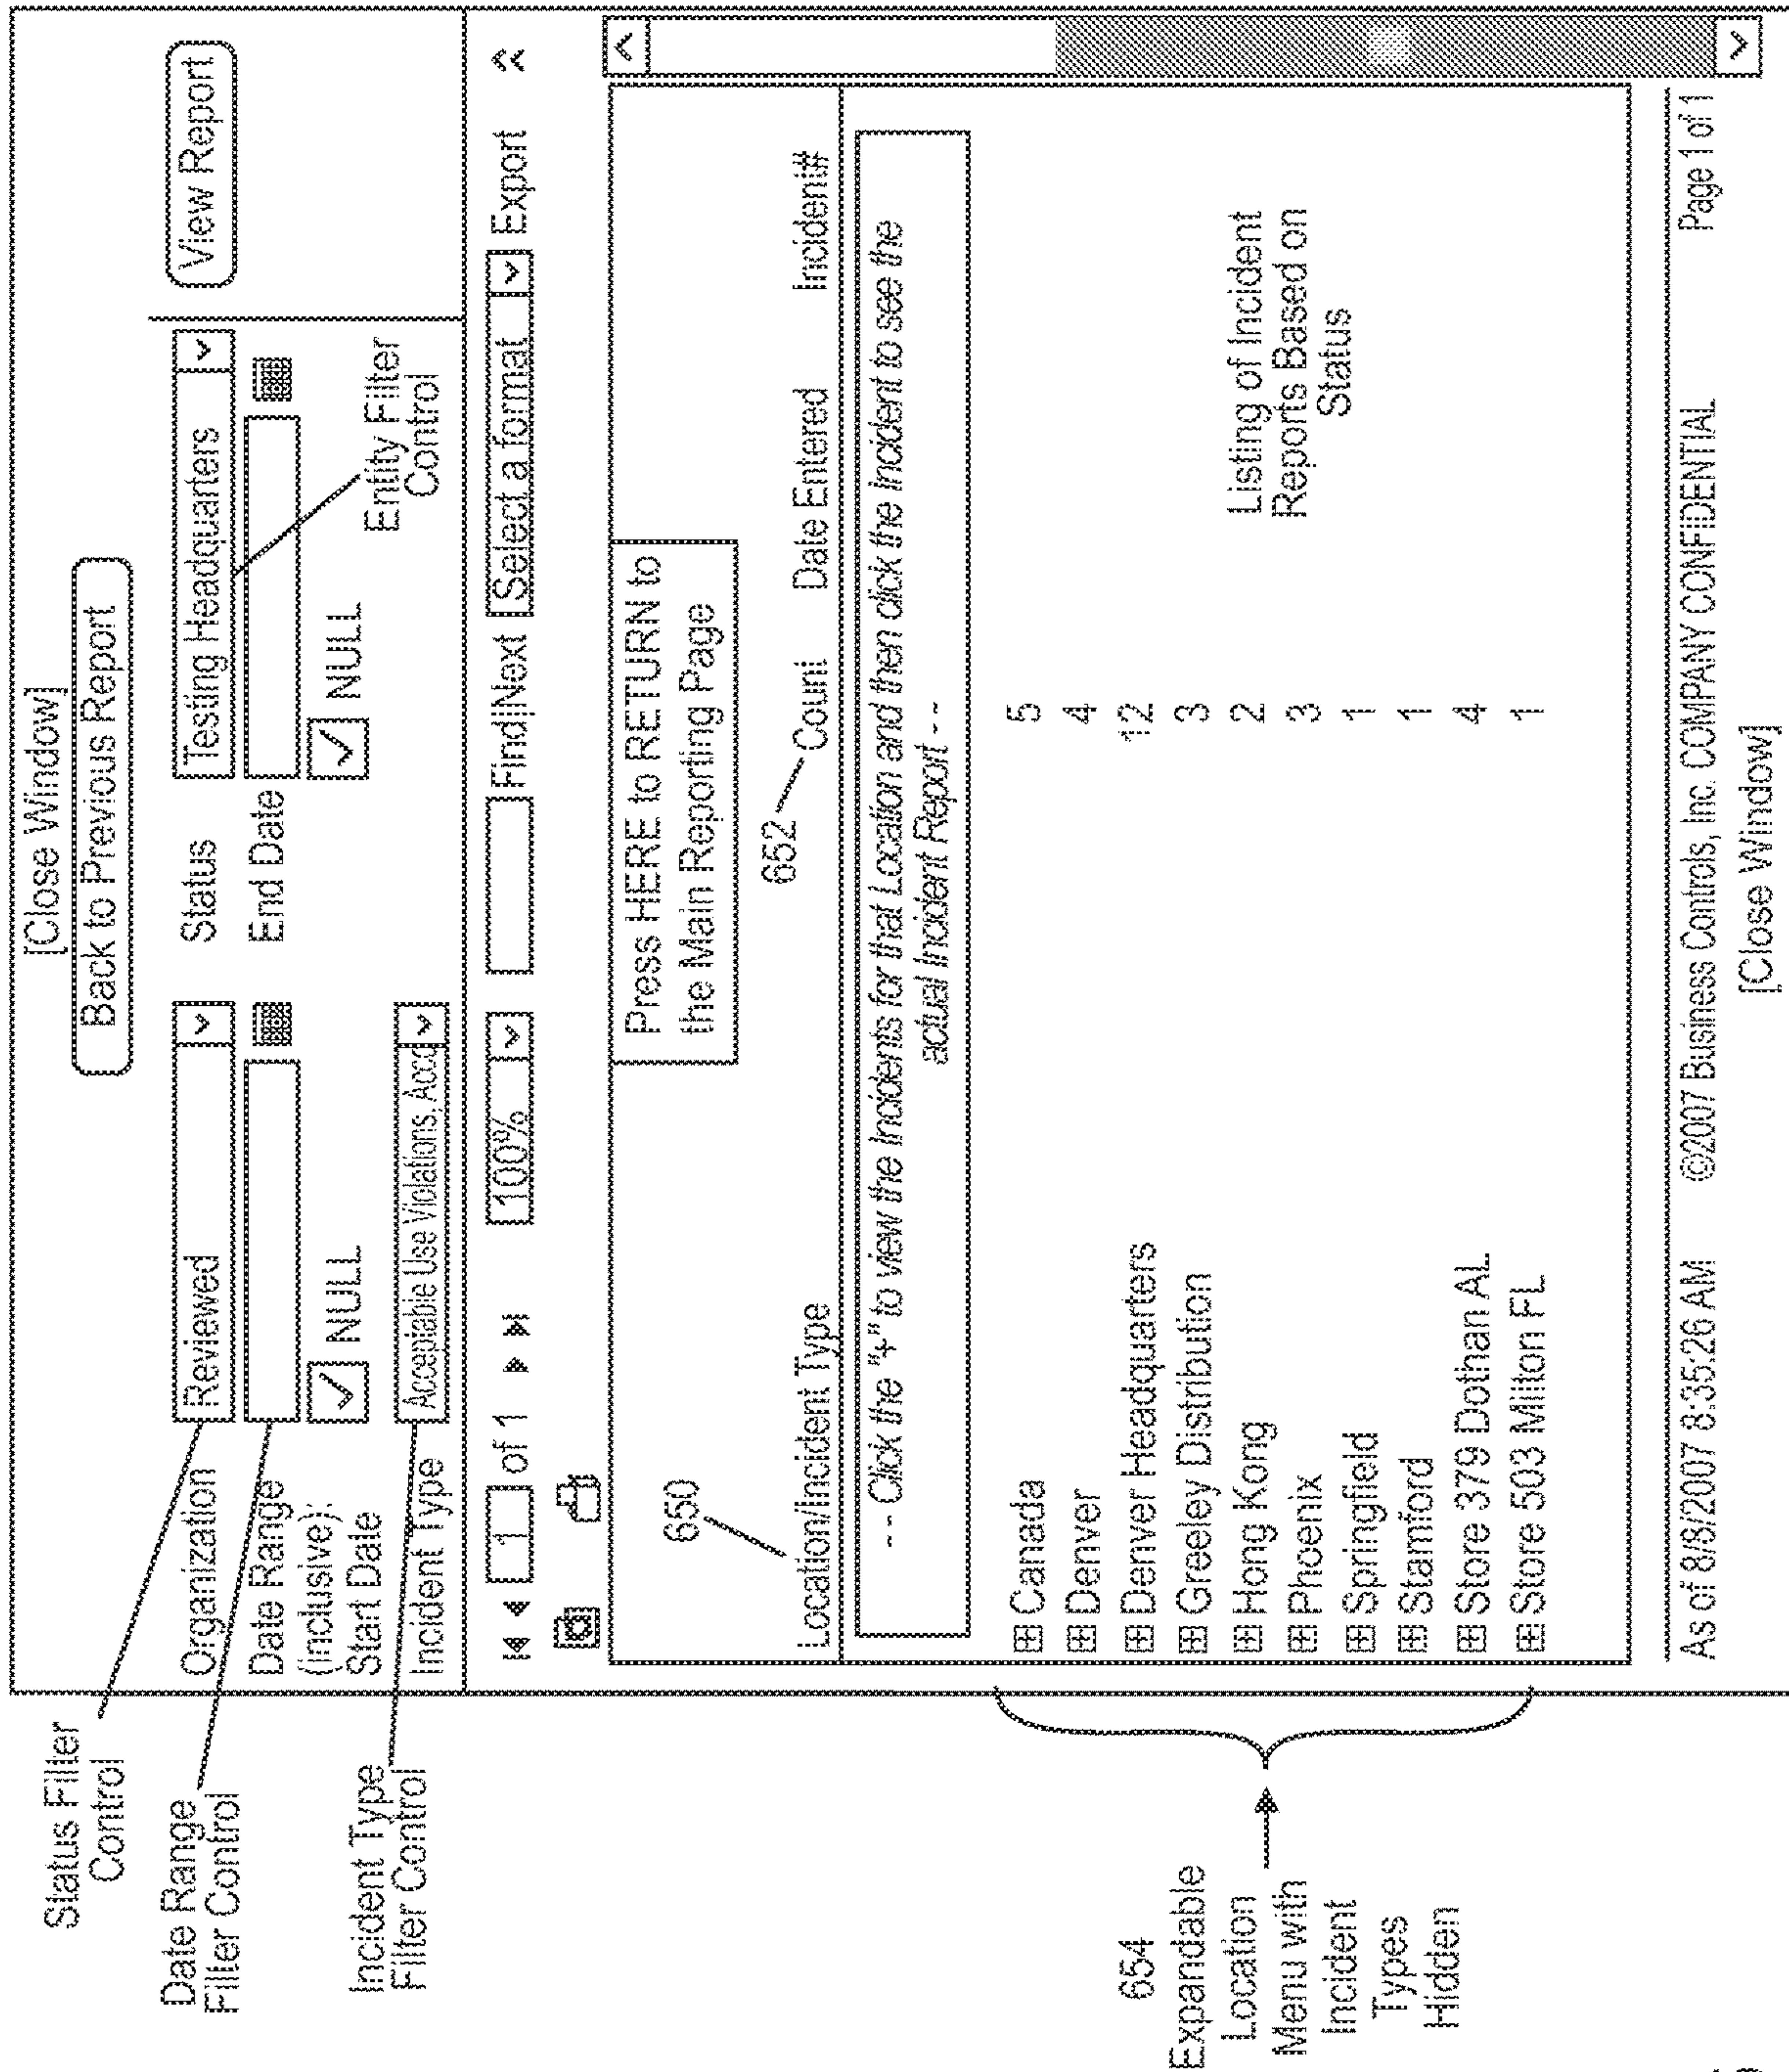 [Close Window]
Back to Previous Report
Status Filter
Control
Organization
Reviewed
Status
Testing Headquarters
View Report
Date Range
(inclusive):
Start Date
End Date
Date Range
Filter Control
NULL
NULL
Entity Filter
Control
Incident Type
Acceptable Use Violations, Acco
Incident Type
Filter Control
1 of 1
100%
Find|Next
Select a format
Export
Press HERE to RETURN to
the Main Reporting Page
650
652
Location/Incident Type
Count
Date Entered
Incident#
- - Click the "+" to view the Incidents for that Location and then click the Incident to see the
actual Incident Report - -
Canada 5
Denver 4
Denver Headquarters 12
Greeley Distribution 3
Hong Kong 2
Phoenix 3
Springfield 1
Stamford 1
Store 379 Dothan AL 4
Store 503 Milton FL 1
Listing of Incident
Reports Based on
Status
654
Expandable
Location
Menu with
Incident
Types
Hidden
As of 8/8/2007 8:35:26 AM ©2007 Business Controls, Inc. COMPANY CONFIDENTIAL Page 1 of 1
[Close Window]